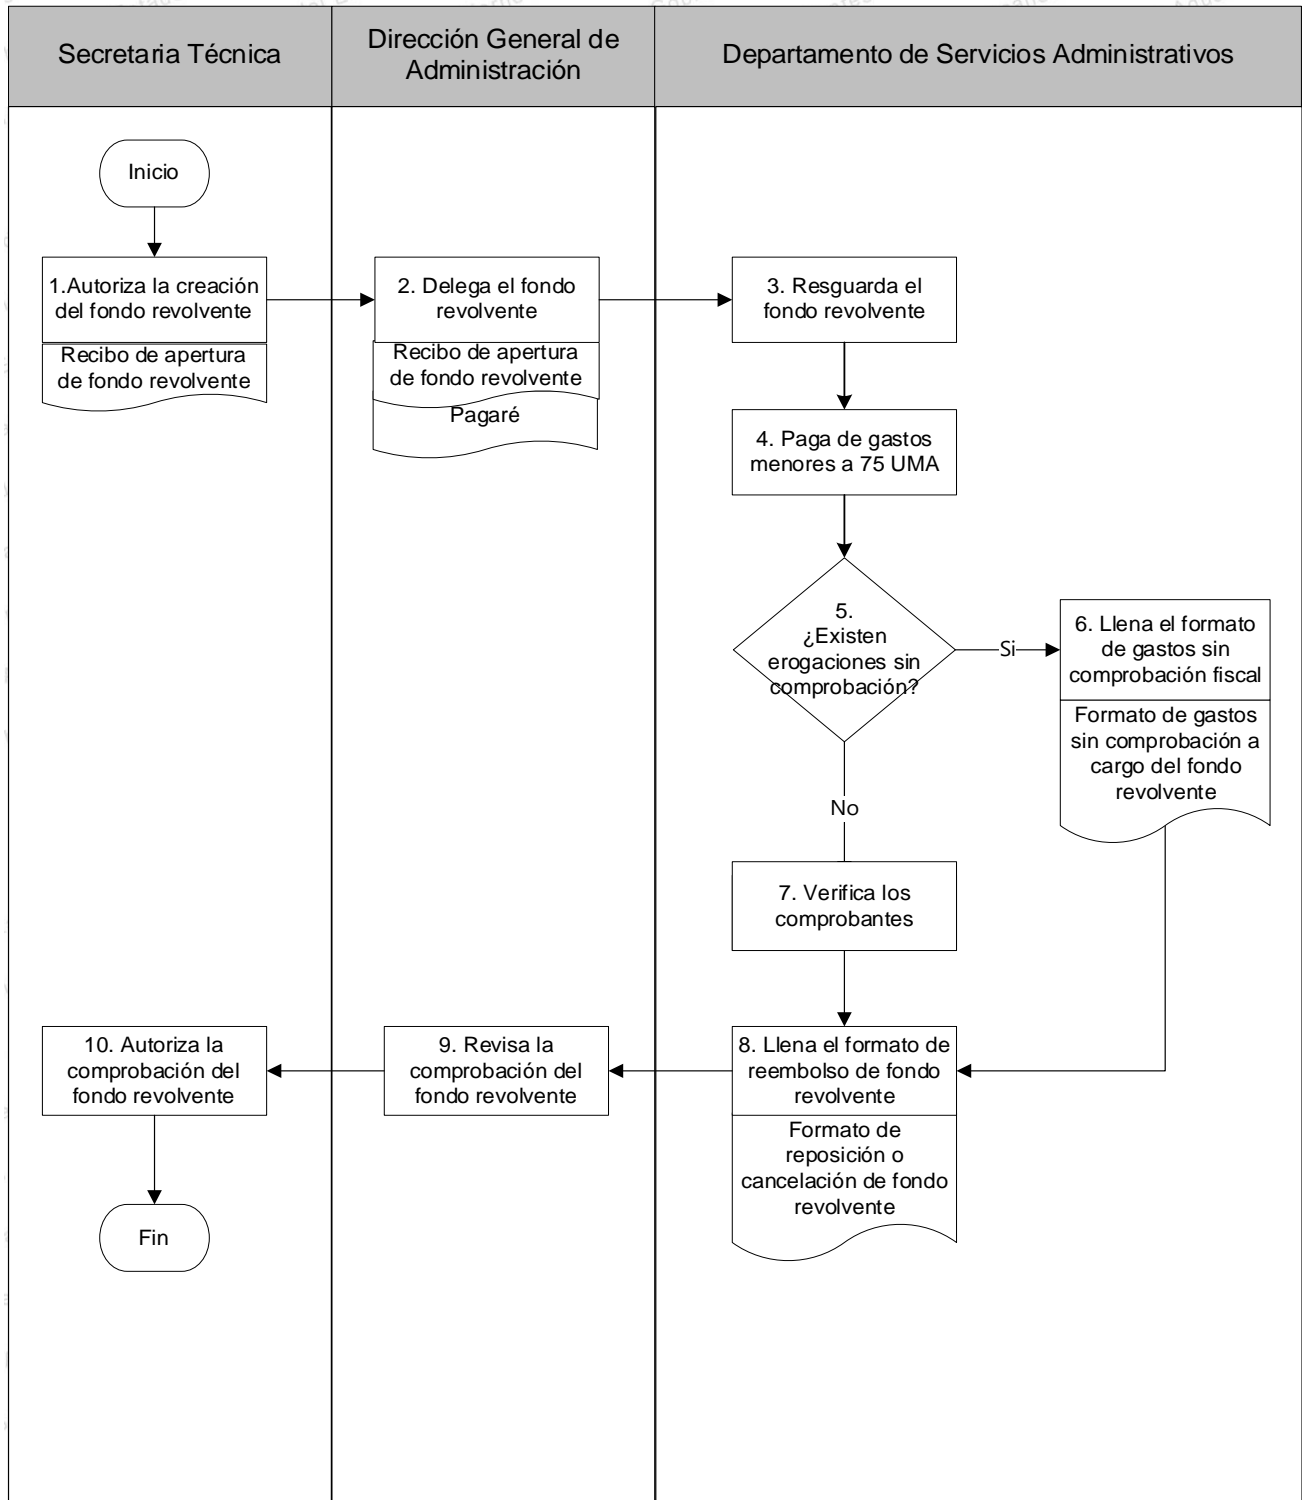 Secretaria Técnica
Dirección General de
Administración
Departamento de Servicios Administrativos
Inicio
1.Autoriza la creación
del fondo revolvente
Recibo de apertura
de fondo revolvente
2. Delega el fondo
revolvente
Recibo de apertura
de fondo revolvente
Pagaré
3. Resguarda el
fondo revolvente
4. Paga de gastos
menores a 75 UMA
5.
¿Existen
erogaciones sin
comprobación?
Si
6. Llena el formato
de gastos sin
comprobación fiscal
Formato de gastos
sin comprobación a
cargo del fondo
revolvente
No
7. Verifica los
comprobantes
8. Llena el formato de
reembolso de fondo
revolvente
Formato de
reposición o
cancelación de fondo
revolvente
9. Revisa la
comprobación del
fondo revolvente
10. Autoriza la
comprobación del
fondo revolvente
Fin